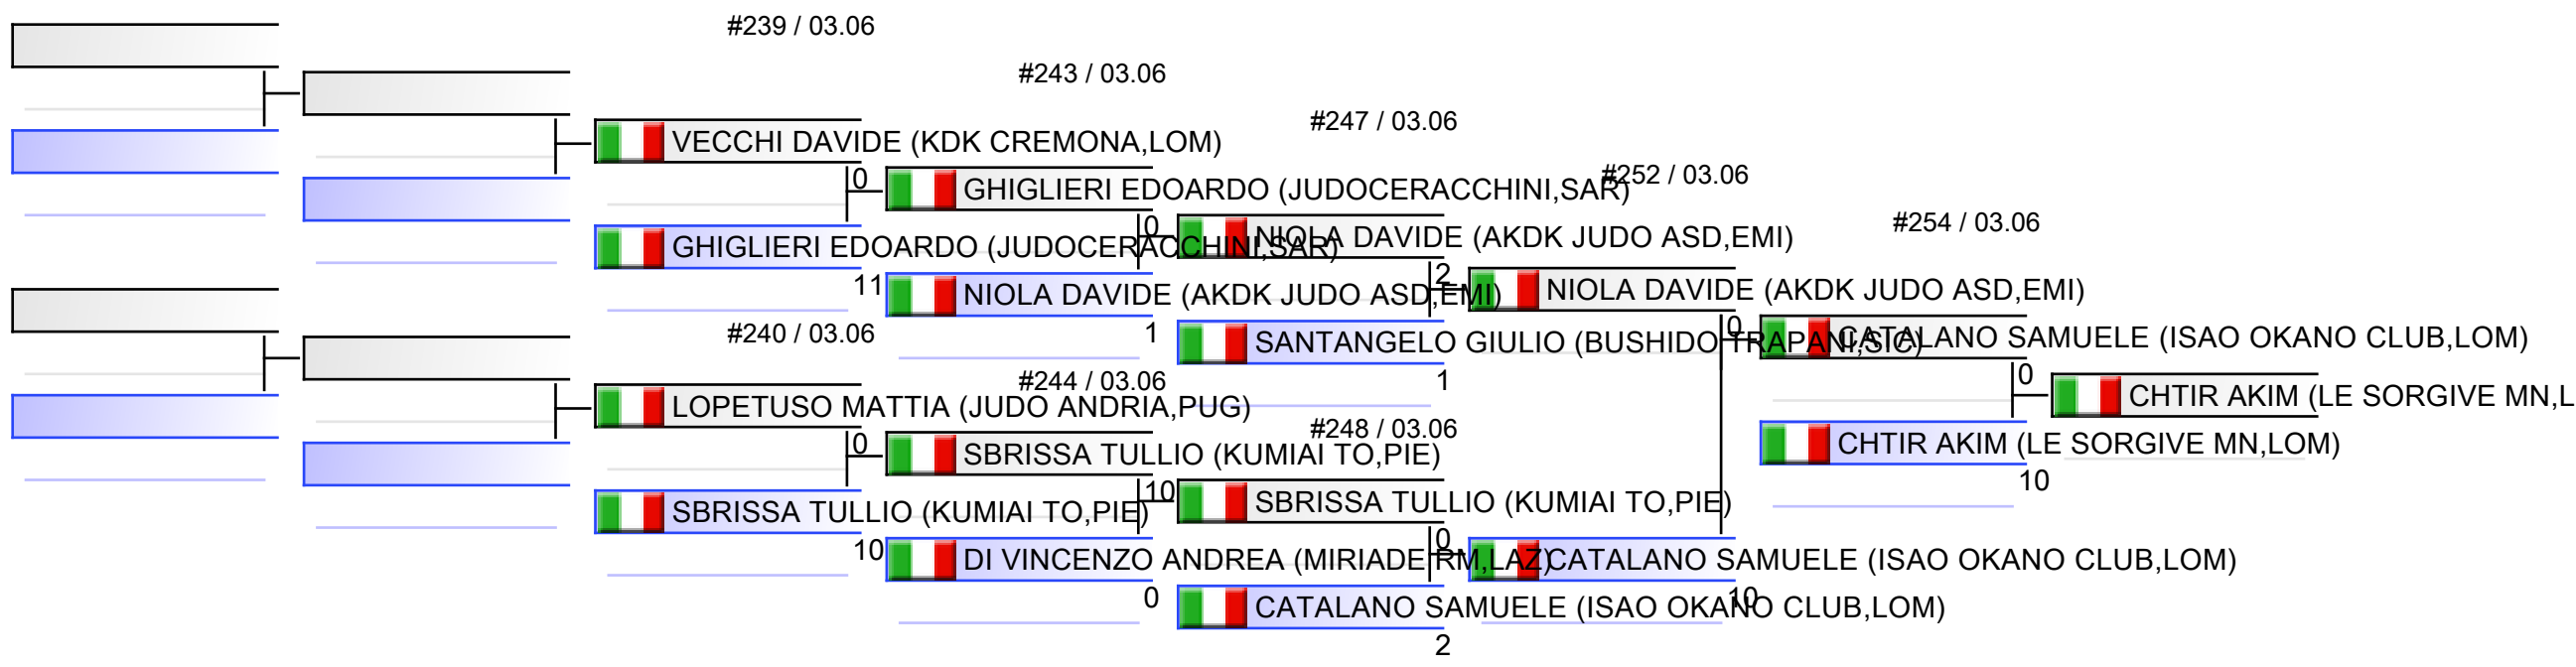 #239 / 03.06
#243 / 03.06
#247 / 03.06
VECCHI DAVIDE (KDK CREMONA,LOM)
#252 / 03.06
0
GHIGLIERI EDOARDO (JUDOCERACCHINI,SAR)
#254 / 03.06
GHIGLIERI EDOARDO (JUDOCERACCHINI,SAR)
11
0
NIOLA DAVIDE (AKDK JUDO ASD,EMI)
NIOLA DAVIDE (AKDK JUDO ASD,EMI)
1
2
NIOLA DAVIDE (AKDK JUDO ASD,EMI)
SANTANGELO GIULIO (BUSHIDO TRAPANI,SIC)
1
0
CATALANO SAMUELE (ISAO OKANO CLUB,LOM)
#240 / 03.06
#244 / 03.06
0
CHTIR AKIM (LE SORGIVE MN,L
LOPETUSO MATTIA (JUDO ANDRIA,PUG)
#248 / 03.06
0
SBRISSA TULLIO (KUMIAI TO,PIE)
CHTIR AKIM (LE SORGIVE MN,LOM)
10
SBRISSA TULLIO (KUMIAI TO,PIE)
10
10
SBRISSA TULLIO (KUMIAI TO,PIE)
DI VINCENZO ANDREA (MIRIADE RM,LAZ)
0
0
CATALANO SAMUELE (ISAO OKANO CLUB,LOM)
10
CATALANO SAMUELE (ISAO OKANO CLUB,LOM)
2